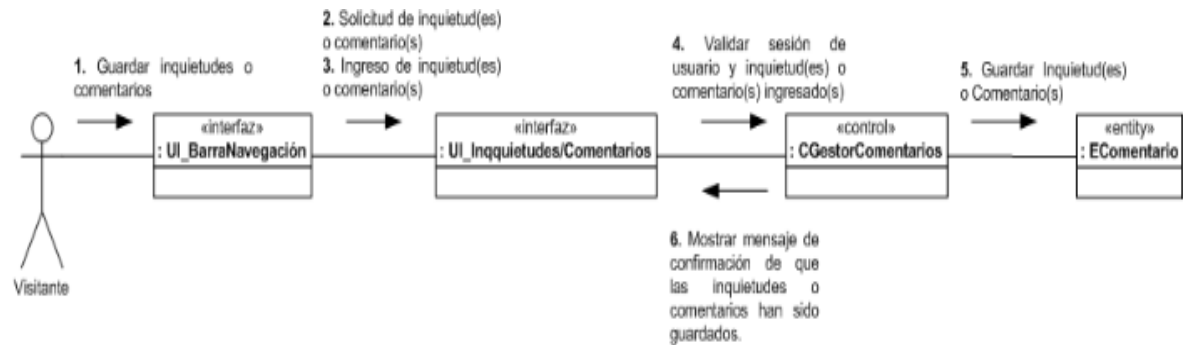 1. Guardar inquietudes o
comentarios
2. Solicitud de inquietud(es)
o comentario(s)
3. Ingreso de inquietud(es)
o comentario(s)
4. Validar sesión de
usuario y inquietud(es) o
comentario(s) ingresado(s)
5. Guardar Inquietud(es)
o Comentario(s)
«interfaz»
: UI_BarraNavegación
«interfaz»
: UI_Inqquietudes/Comentarios
«control»
: CGestorComentarios
«entity»
: EComentario
6. Mostrar mensaje de
confirmación de que
las inquietudes o
comentarios han sido
guardados.
Visitante